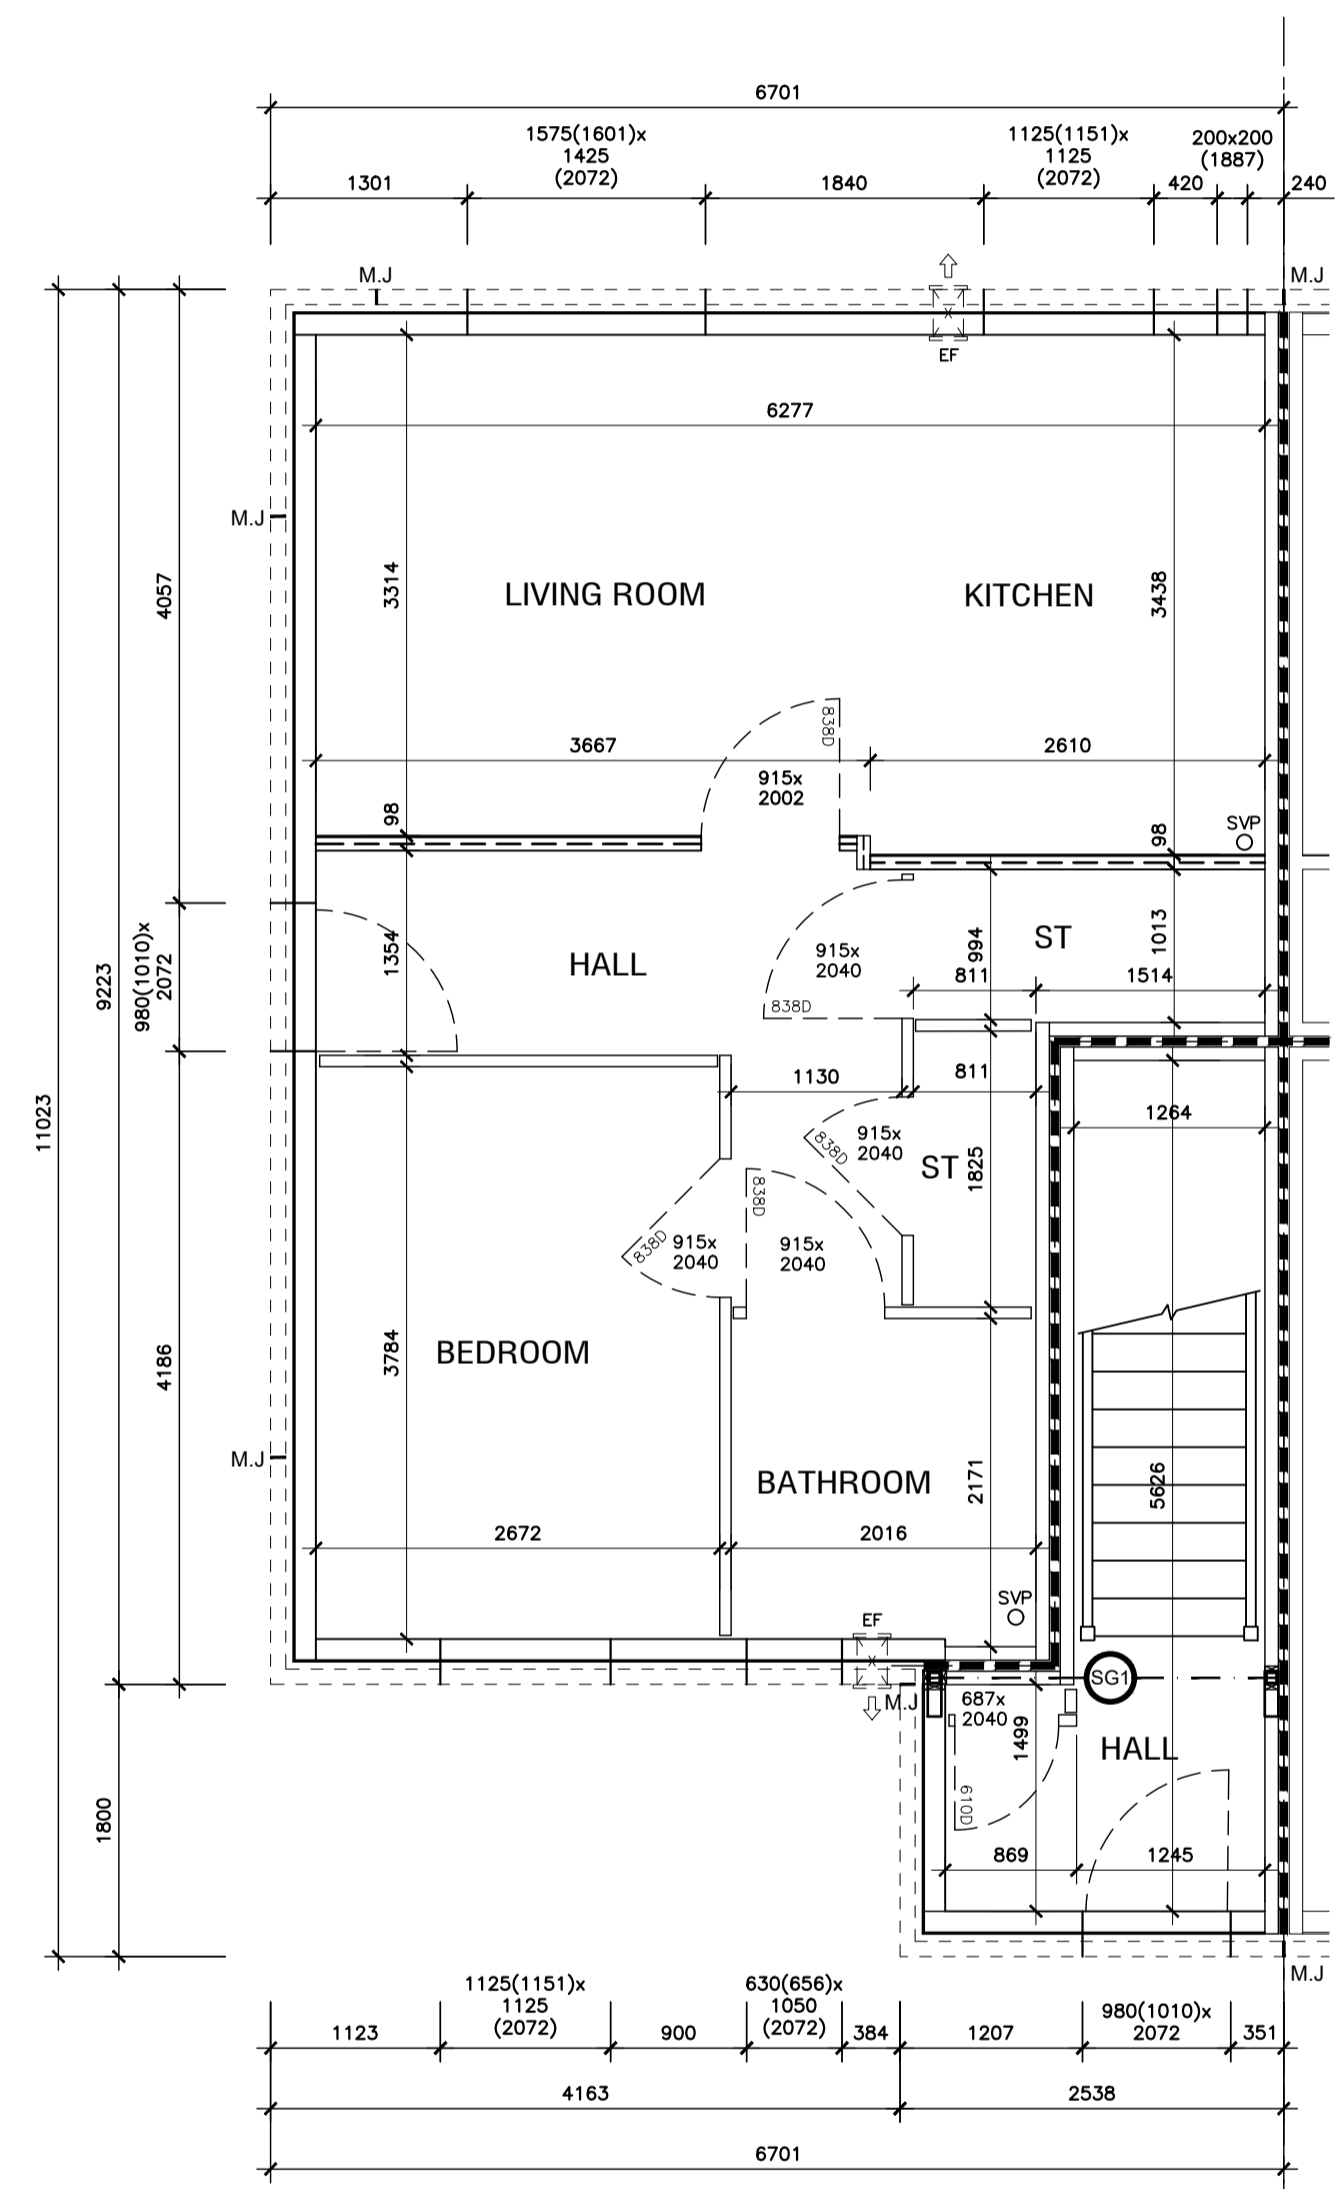 6701
1575(1601)x
1425
(2072)
1125(1151)x
1125
(2072)
200x200
(1887)
1301
1840
420
240
M.J
M.J
EF
6277
M.J
4057
3314
LIVING ROOM
KITCHEN
3438
838D
3667
2610
915x
2002
98
98
SVP
9223
980(1010)x
2072
1354
HALL
915x
2040
994
ST
1013
811
1514
838D
11023
1130
811
1264
838D
915x
2040
ST
1825
838D
838D
915x
2040
915x
2040
4186
3784
BEDROOM
BATHROOM
2171
5626
2672
2016
SVP
EF
M.J
M.J
SG1
687x
2040
1499
HALL
610D
1800
869
1245
M.J
1125(1151)x
1125
(2072)
630(656)x
1050
(2072)
980(1010)x
2072
1123
900
384
1207
351
4163
2538
6701